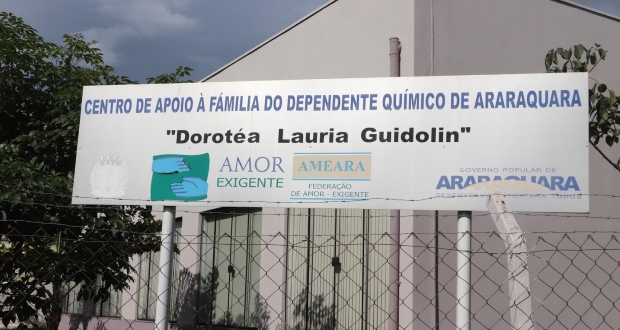 CENTRO DE APOIO À FÁMILIA DO DEPENDENTE QUÍMICO DE ARARAQUARA
"Dorotéa Lauria Guidolin"
AMOR
EXIGENTE
AMEARA
FEDERAÇÃO
DE AMOR - EXIGENTE
GOVERNO POPULAR DE
ARARAQUARA